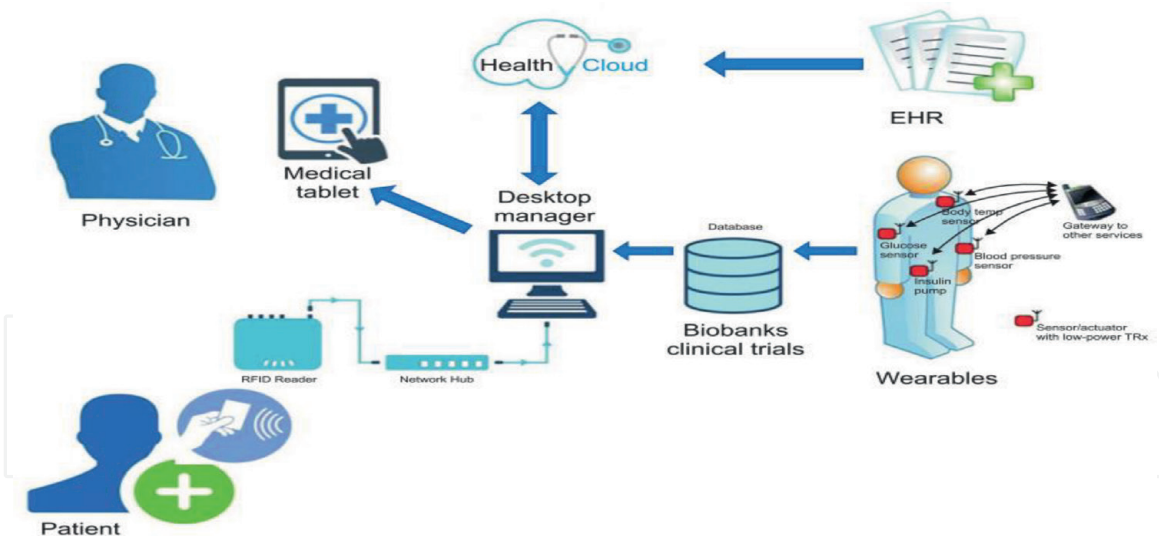 Health Cloud
EHR
Medical
tablet
Physician
Desktop
manager
Database
Body temp
sensor
Glucose
sensor
Blood pressure
sensor
Insulin
pump
Gateway to
other services
Biobanks
clinical trials
Sensor/actuator
with low-power TRx
Wearables
RFID Reader
Network Hub
Patient